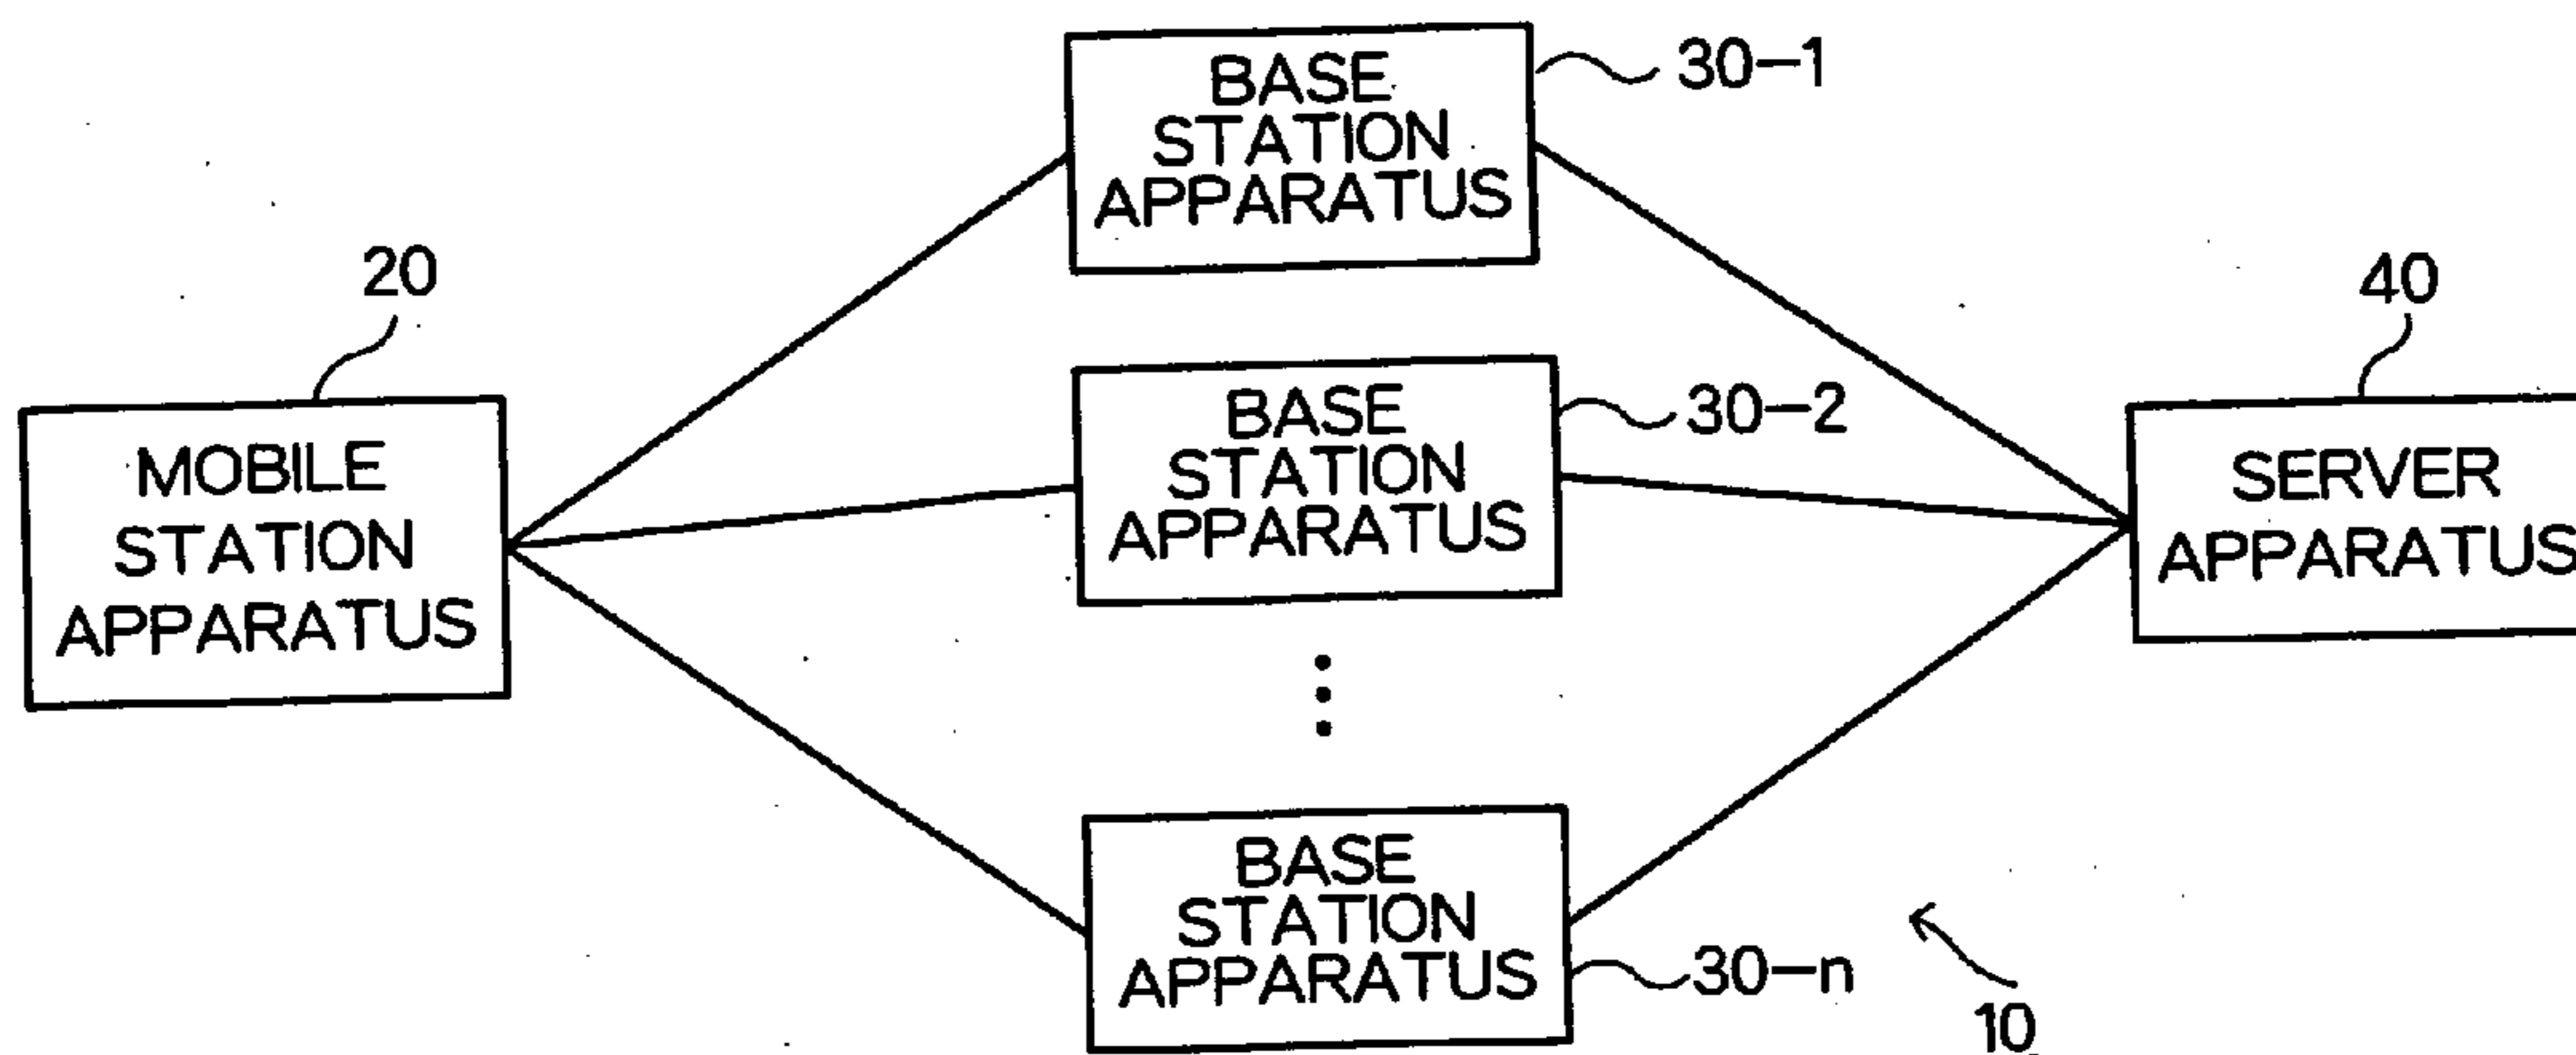 BASE
STATION
APPARATUS
30-1
20
MOBILE
STATION
APPARATUS
BASE
STATION
APPARATUS
30-2
40
SERVER
APPARATUS
BASE
STATION
APPARATUS
30-n
10